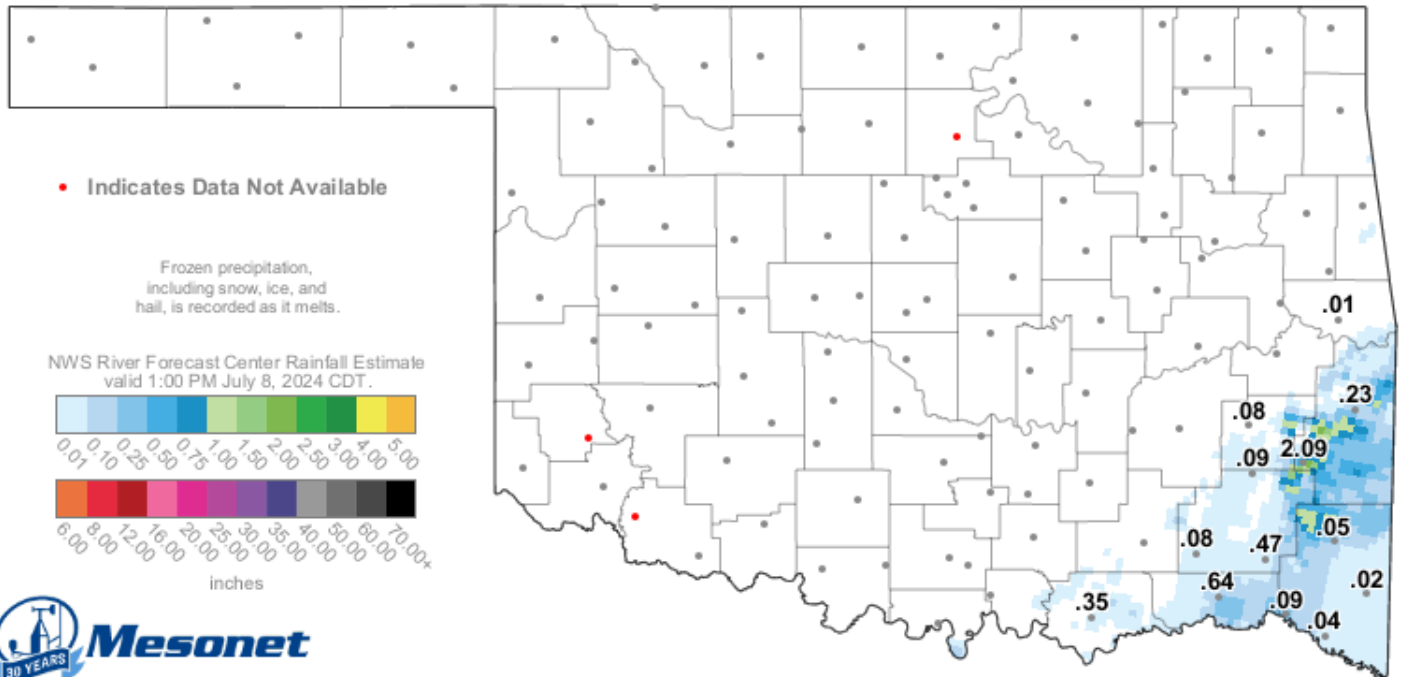 Indicates Data Not Available
Frozen precipitation,
including snow, ice, and
hail, is recorded as it melts.
.01
NWS River Forecast Center Rainfall Estimate
valid 1:00 PM July 8, 2024 CDT.
.23
.08
0.01 0.10 0.25 0.50 0.75 1.00 1.50 2.00 2.50 3.00 4.00 5.00
2.09
.09
6.00 8.00 12.00 16.00 20.00 25.00 30.00 35.00 40.00 50.00 60.00 70.00+
.05
.08
.47
inches
.64
.02
.35
.09
.04
Mesonet
30 YEARS